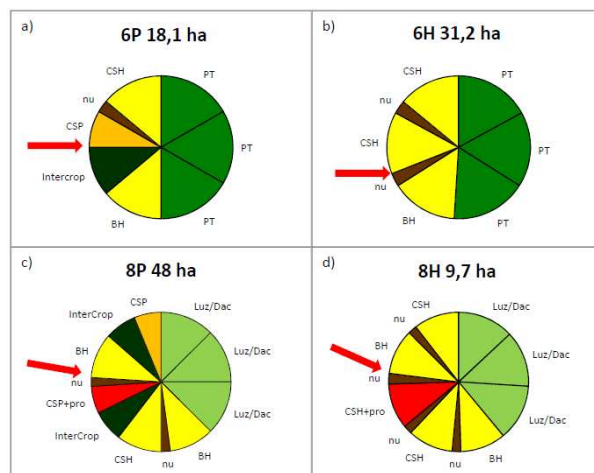 a)
6P 18,1 ha
CSH
PT
nu
CSP
PT
Intercrop
BH
PT
b)
6H 31,2 ha
CSH
PT
nu
CSH
PT
nu
BH
PT
c)
8P 48 ha
CSP
InterCrop
Luz/Dac
BH
Luz/Dac
nu
CSP+pro
Luz/Dac
InterCrop
CSH
BH
nu
d)
8H 9,7 ha
CSH
Luz/Dac
nu
BH
Luz/Dac
nu
CSH+pro
Luz/Dac
nu
CSH
BH
nu